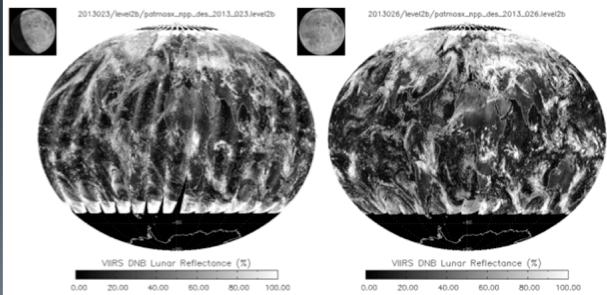 2013023/level2b/patmosx_npp_des_2013_023.level2b
2013026/level2b/patmosx_npp_des_2013_026.level2b
VIIRS DNB Lunar Reflectance (%)
0.00 20.00 40.00 60.00 80.00 100.00
VIIRS DNB Lunar Reflectance (%)
0.00 20.00 40.00 60.00 80.00 100.00